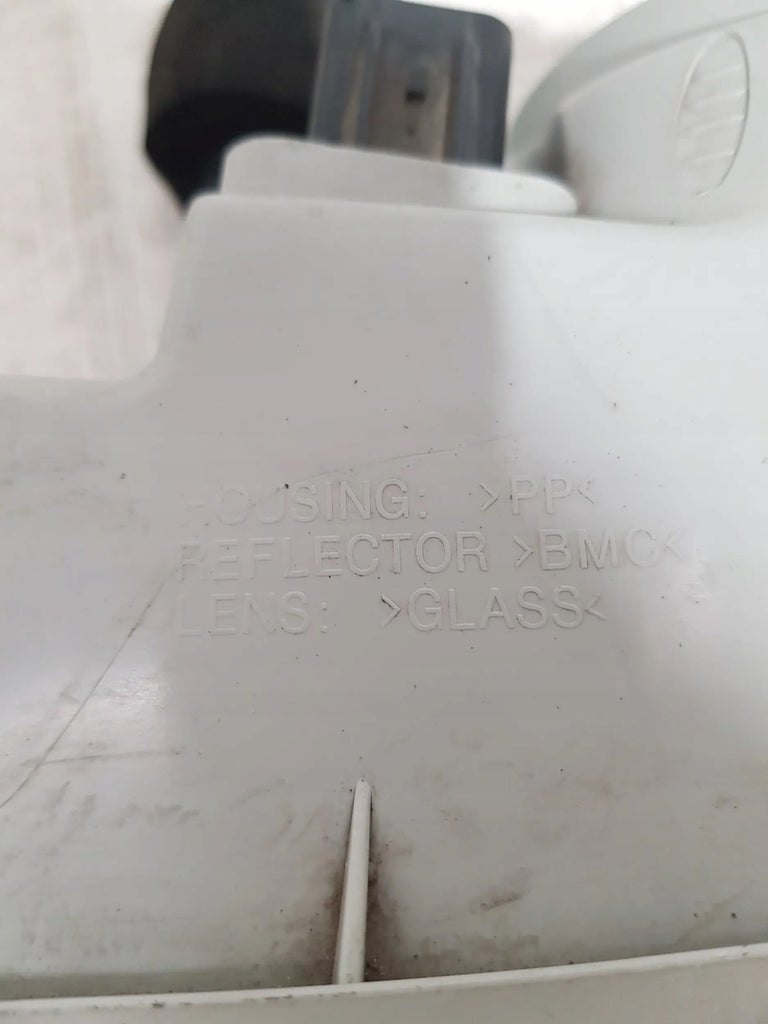 HOUSING: >PP<
REFLECTOR >BMC<
LENS: >GLASS<